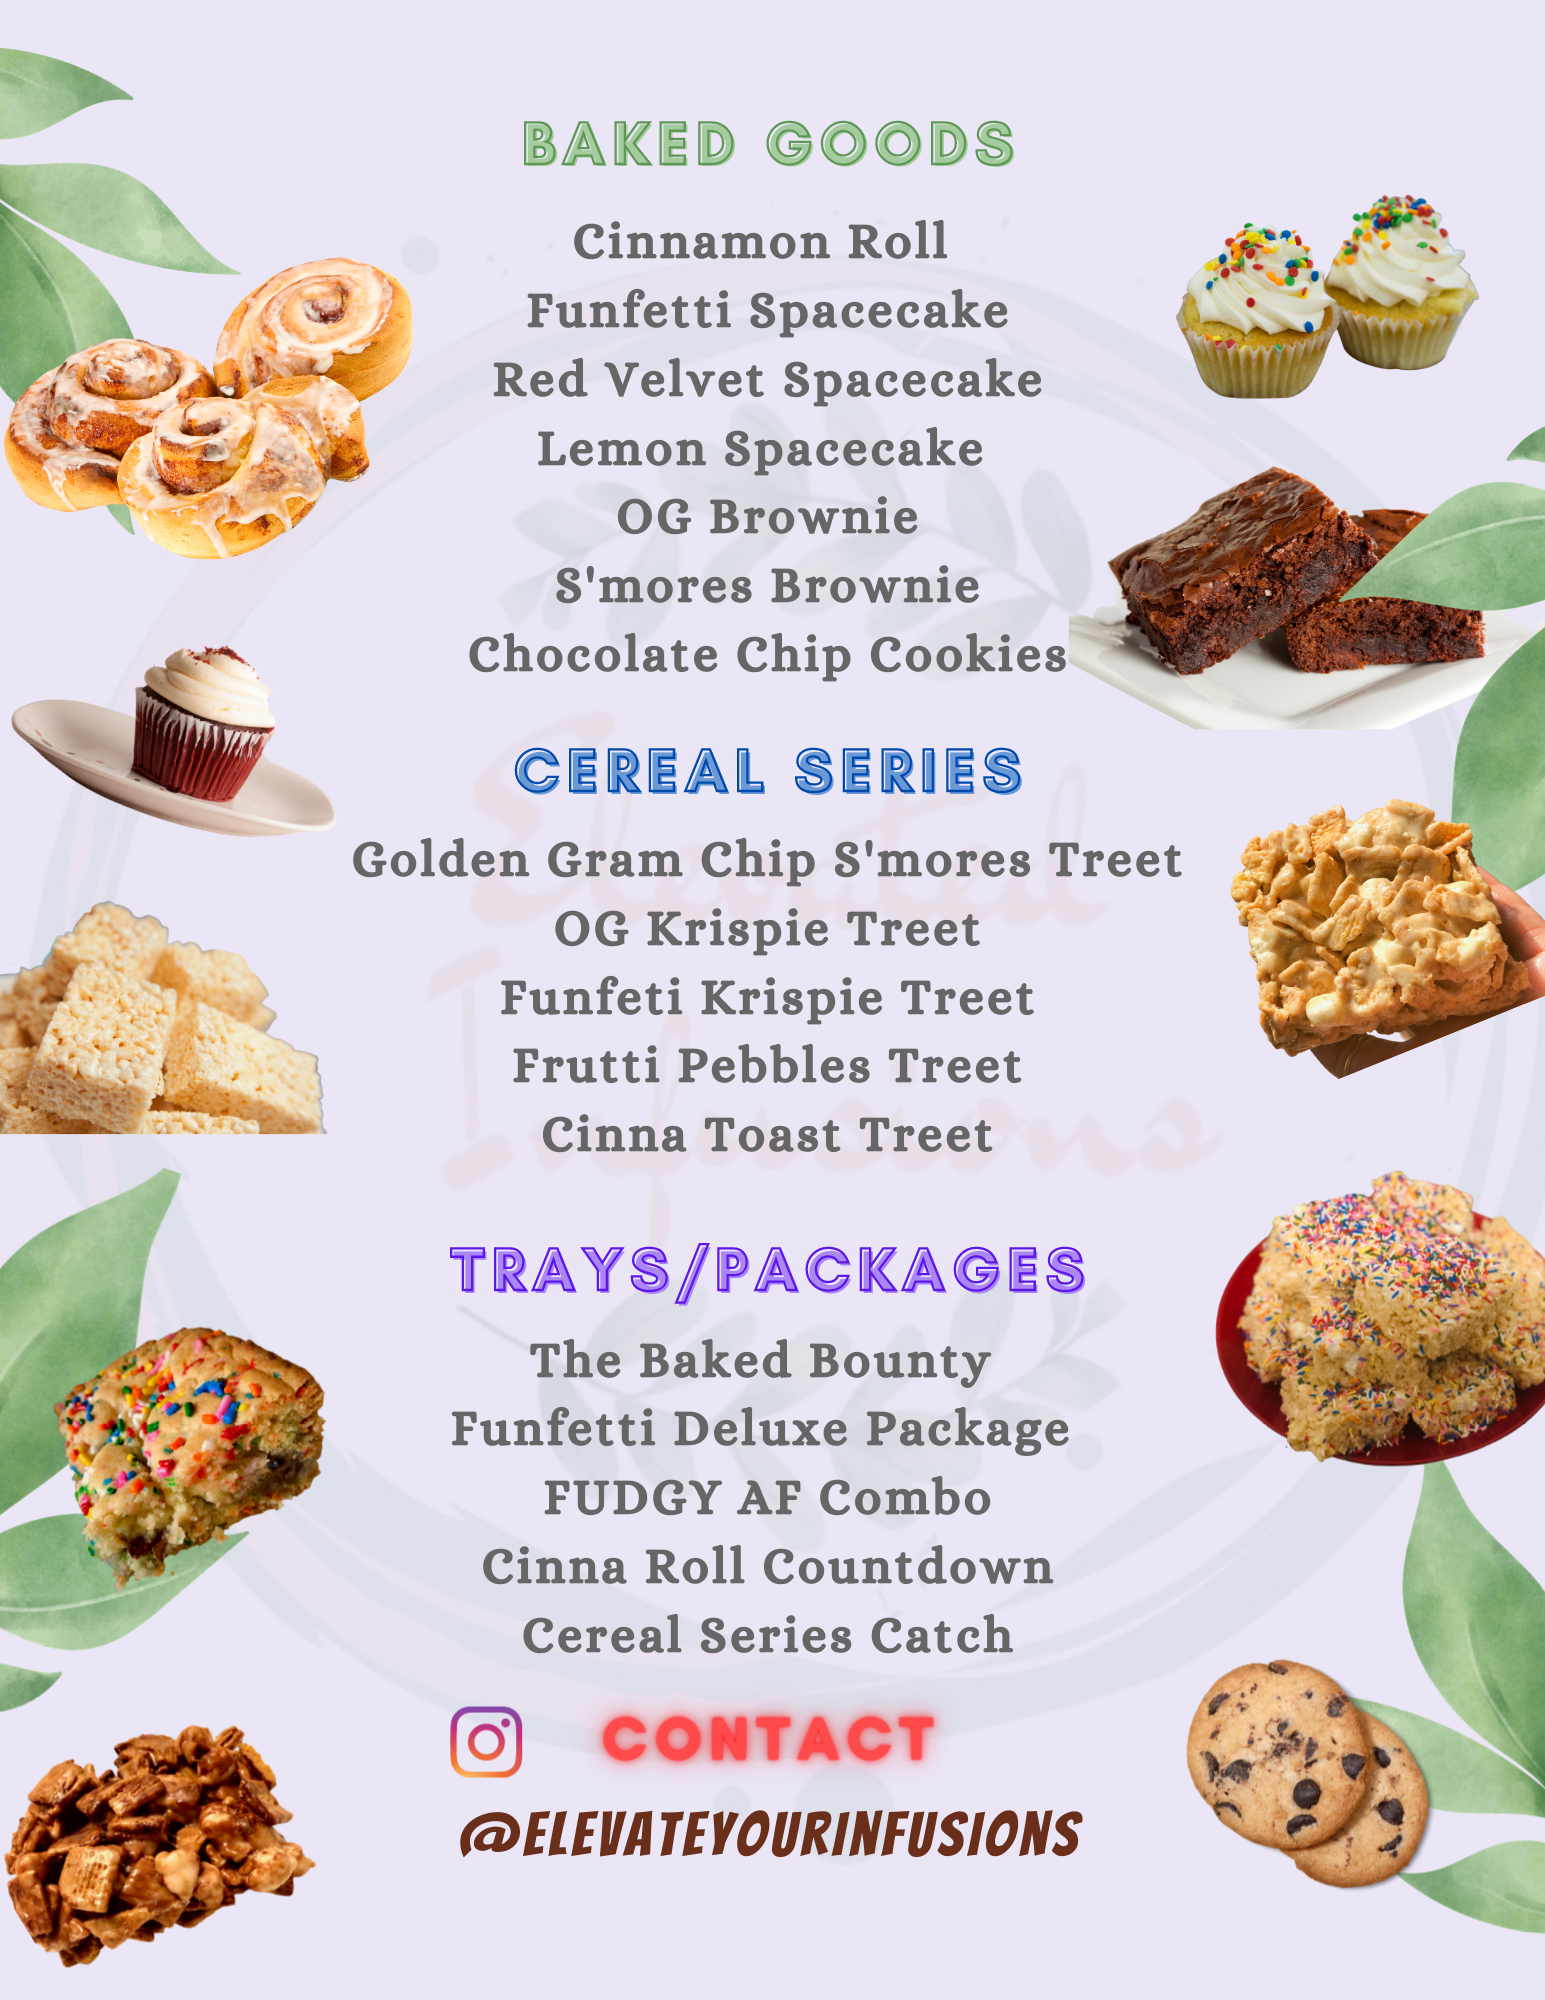 BAKED GOODS
Cinnamon Roll
Funfetti Spacecake
Red Velvet Spacecake
Lemon Spacecake
OG Brownie
S'mores Brownie
Chocolate Chip Cookies
CEREAL SERIES
Golden Gram Chip S'mores Treet
OG Krispie Treet
Funfeti Krispie Treet
Frutti Pebbles Treet
Cinna Toast Treet
Elevated
Infusions
TRAYS/PACKAGES
The Baked Bounty
Funfetti Deluxe Package
FUDGY AF Combo
Cinna Roll Countdown
Cereal Series Catch
CONTACT
@ELEVATEYOURINFUSIONS